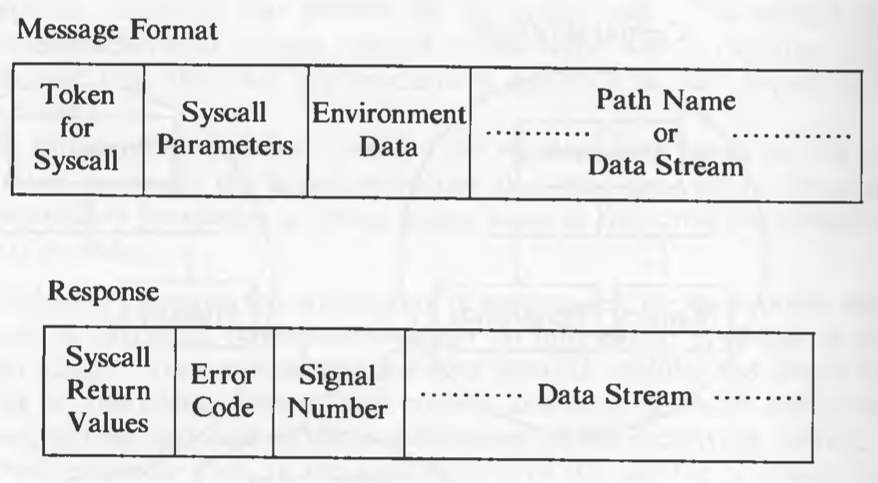 Message Format
Token
for
Syscall
Syscall
Parameters
Environment
Data
Path Name
............ or ............
Data Stream
Response
Syscall
Return
Values
Error
Code
Signal
Number
............ Data Stream ............